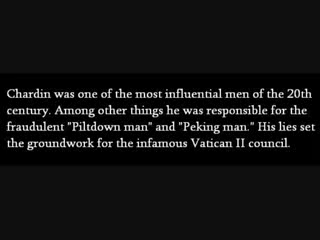 Chardin was one of the most influential men of the 20th
century. Among other things he was responsible for the
fraudulent "Piltdown man" and "Peking man." His lies set
the groundwork for the infamous Vatican II council.